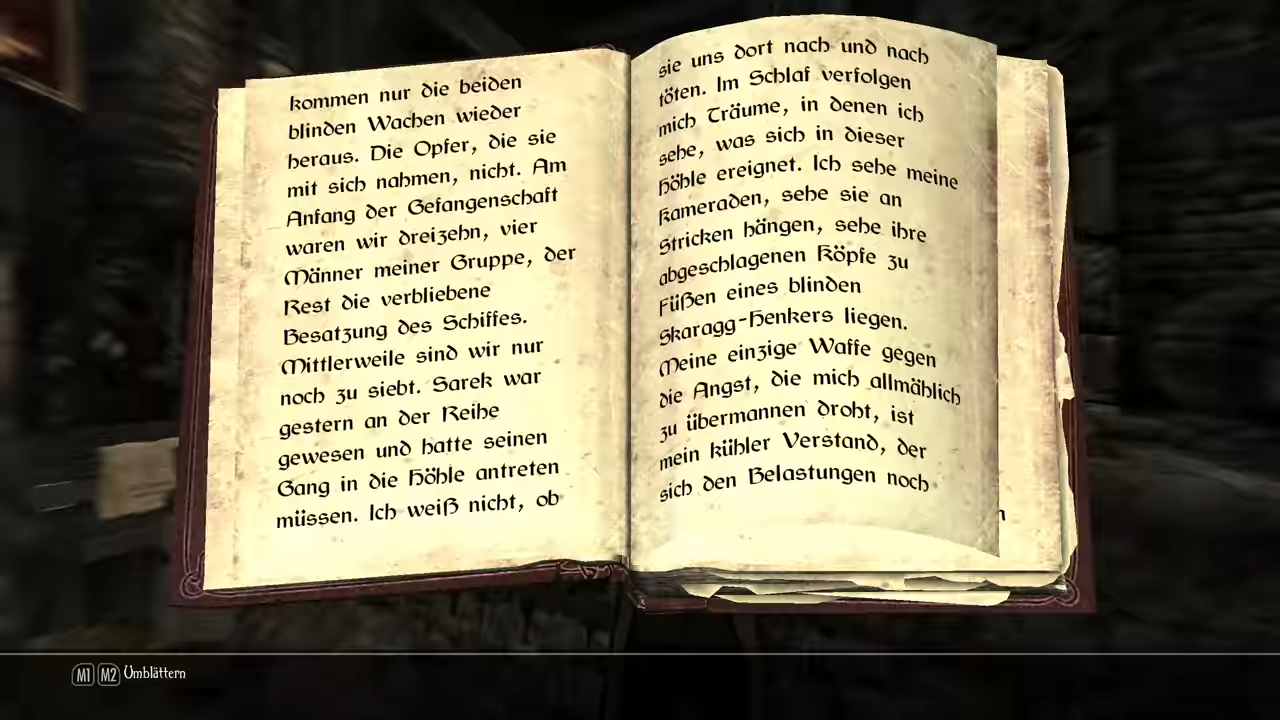 kommen nur die beiden
blinden Wachen wieder
heraus. Die Opfer, die sie
mit sich nahmen, nicht. Am
Anfang der Gefangenschaft
waren wir dreizehn, vier
Männer meiner Gruppe, der
Rest die verbliebene
Besatzung des Schiffes.
Mittlerweile sind wir nur
noch zu siebt. Sarek war
gestern an der Reihe
gewesen und hatte seinen
Gang in die Höhle antreten
müssen. Ich weiß nicht, ob
sie uns dort nach und nach
töten. Im Schlaf verfolgen
mich Träume, in denen ich
sehe, was sich in dieser
Höhle ereignet. Ich sehe meine
Kameraden, sehe sie an
Stricken hängen, sehe ihre
abgeschlagenen Köpfe zu
Füßen eines blinden
Skaragg-Henkers liegen.
Meine einzige Waffe gegen
die Angst, die mich allmählich
zu übermannen droht, ist
mein kühler Verstand, der
sich den Belastungen noch
M1 M2 Umblättern